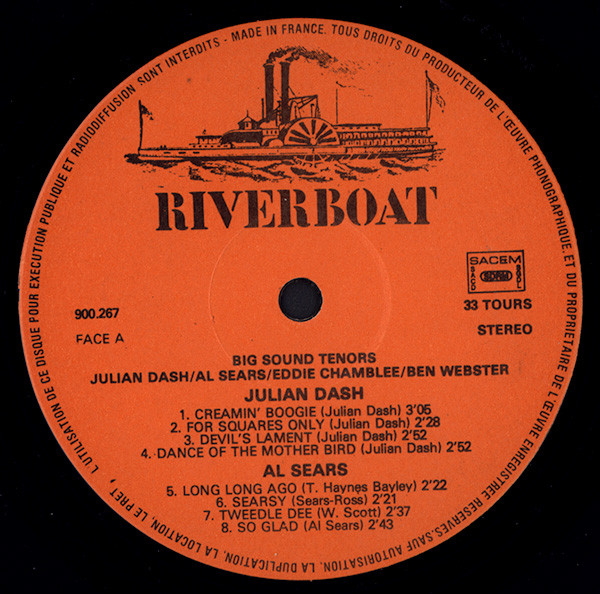 L'UTILISATION DE CE DISQUE POUR EXECUTION PUBLIQUE ET RADIODIFFUSION SONT INTERDITS - MADE IN FRANCE. TOUS DROITS DU PRODUCTEUR DE L'ŒUVRE PHONOGRAPHIQUE, ET DU PROPRIETAIRE DE L'ŒUVRE ENREGISTREE RESERVES. SAUF AUTORISATION. LA DUPLICATION, LA LOCATION, LE PRET,
RIVERBOAT
SACEM
SACD SDRM SGDL
900.267
33 TOURS
FACE A
STEREO
BIG SOUND TENORS
JULIAN DASH/AL SEARS/EDDIE CHAMBLEE/BEN WEBSTER
JULIAN DASH
1. CREAMIN' BOOGIE (Julian Dash) 3'05
2. FOR SQUARES ONLY (Julian Dash) 2'28
3. DEVIL'S LAMENT (Julian Dash) 2'52
4. DANCE OF THE MOTHER BIRD (Julian Dash) 2'52
AL SEARS
5. LONG LONG AGO (T. Haynes Bayley) 2'22
6. SEARSY (Sears-Ross) 2'21
7. TWEEDLE DEE (W. Scott) 2'37
8. SO GLAD (Al Sears) 2'43